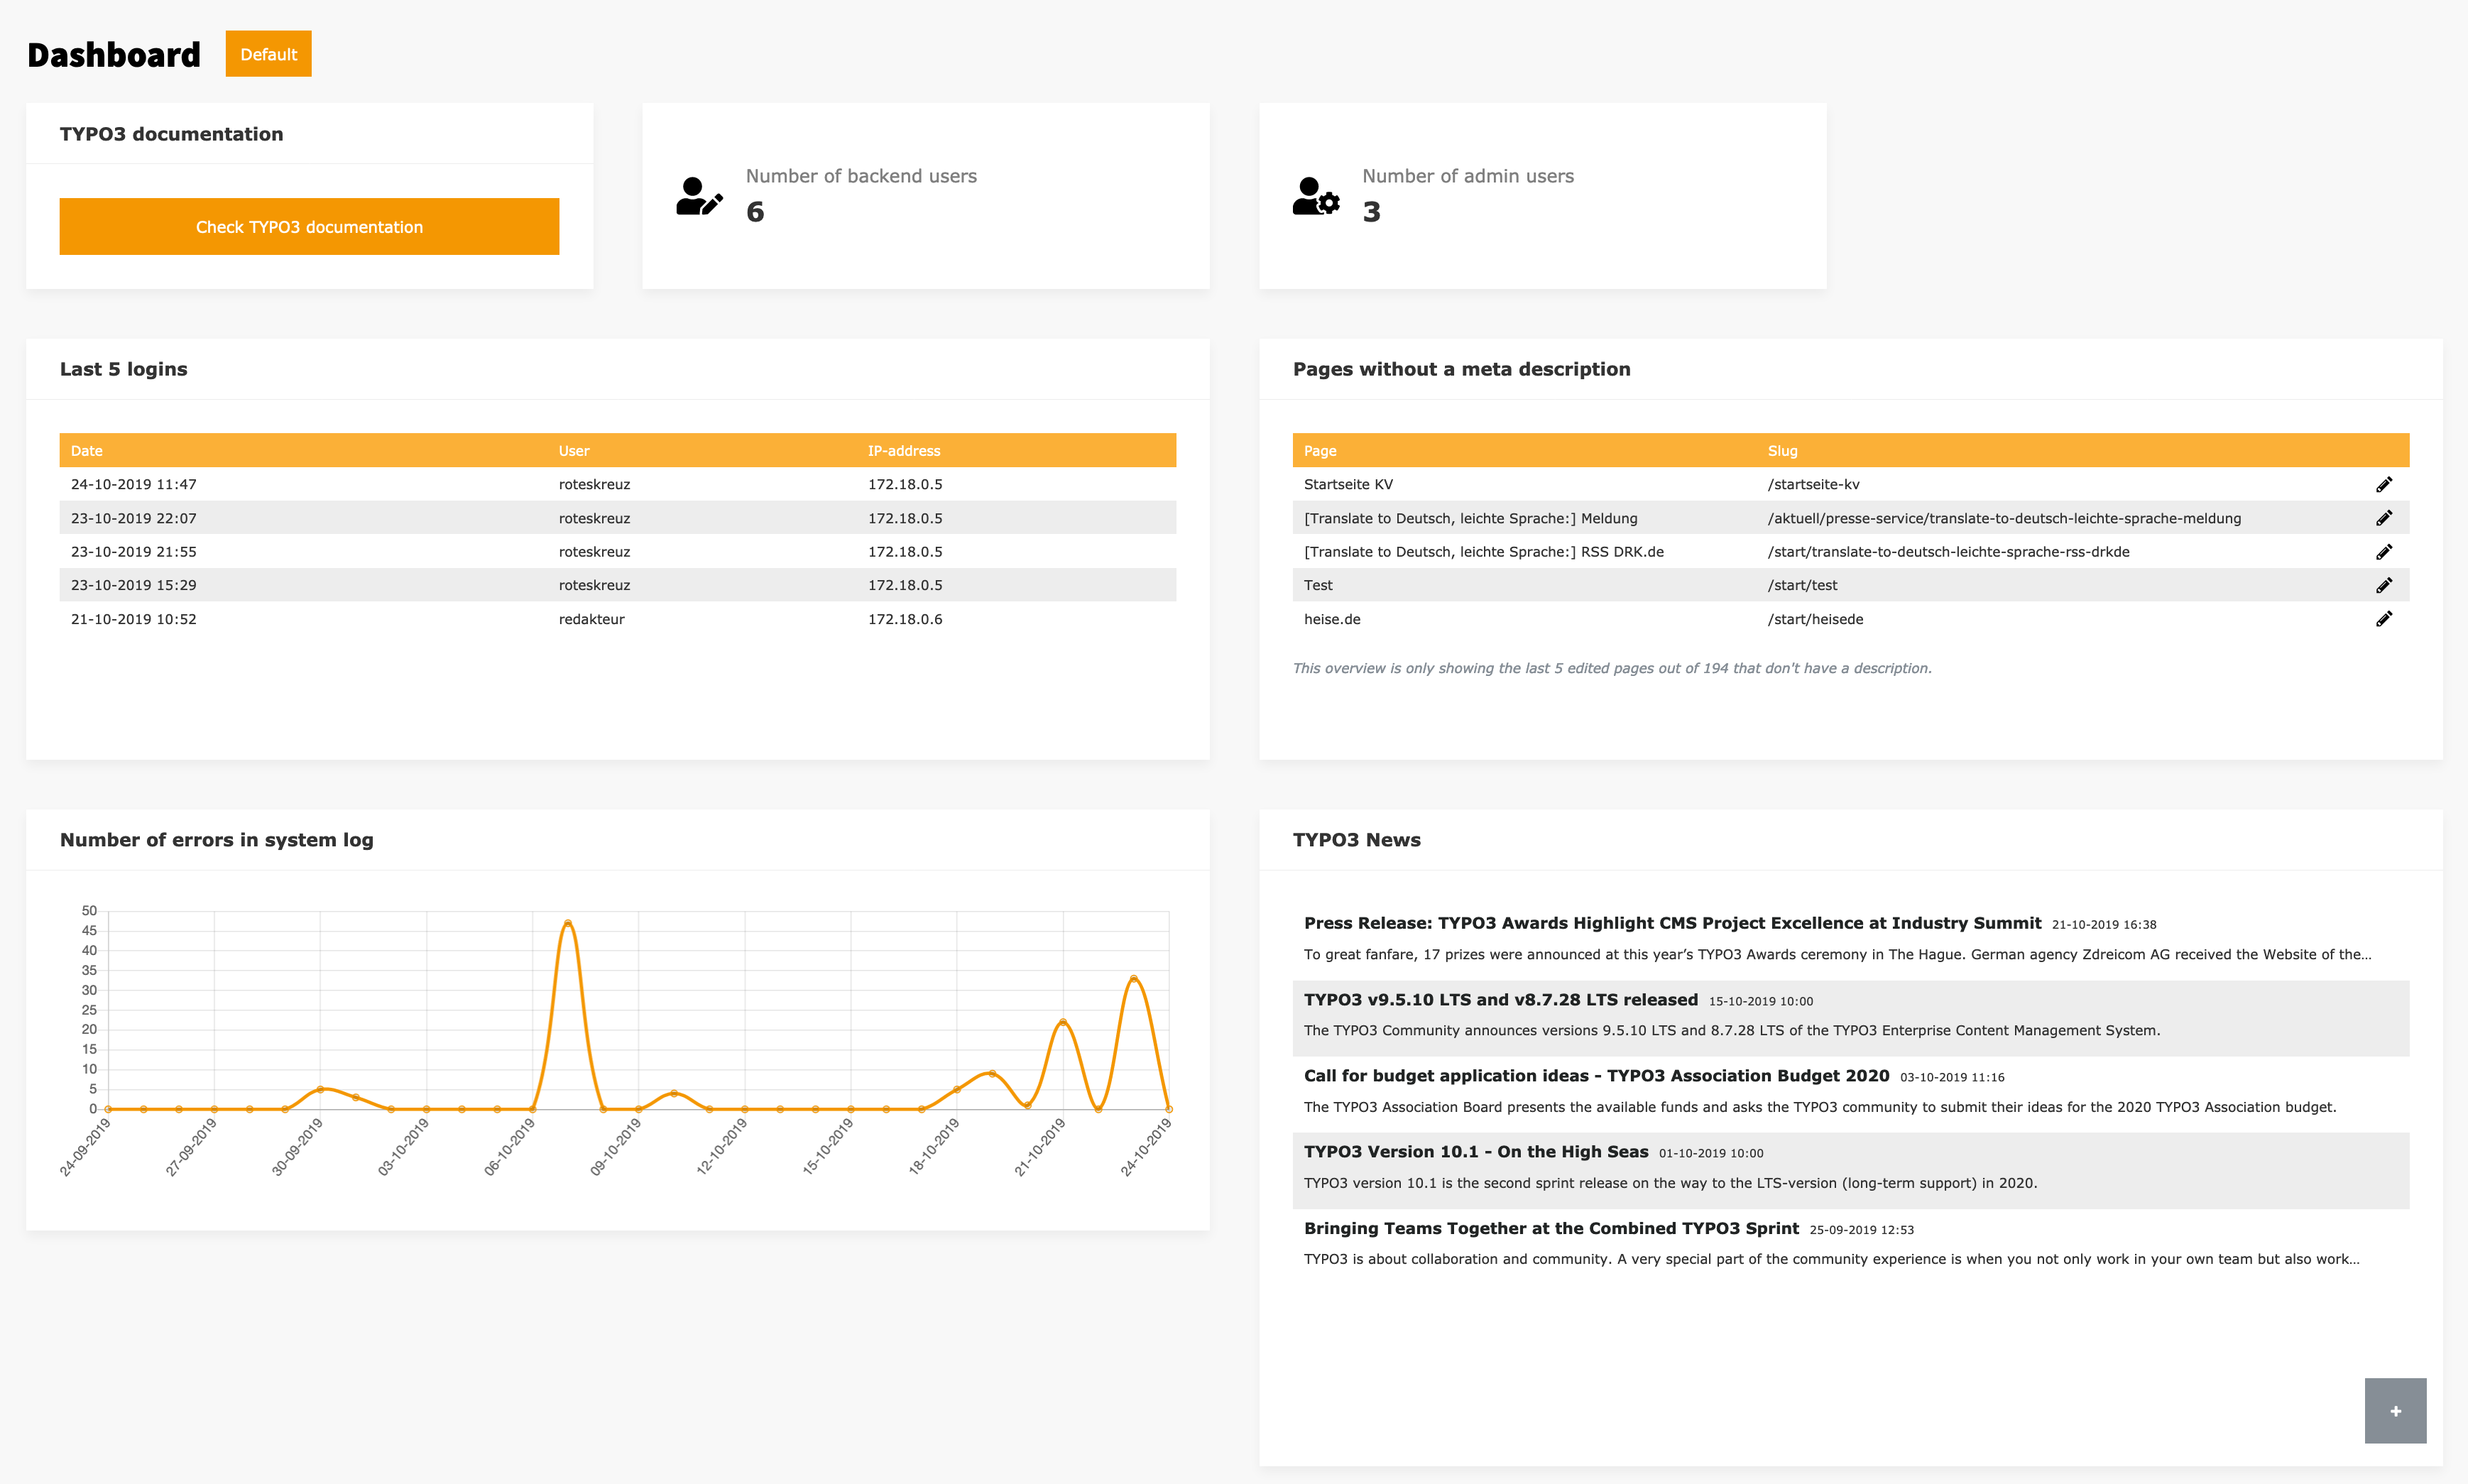 Dashboard Default
TYPO3 documentation
Check TYPO3 documentation
Number of backend users
6
Number of admin users
3
Last 5 logins
Date User IP-address
24-10-2019 11:47 roteskreuz 172.18.0.5
23-10-2019 22:07 roteskreuz 172.18.0.5
23-10-2019 21:55 roteskreuz 172.18.0.5
23-10-2019 15:29 roteskreuz 172.18.0.5
21-10-2019 10:52 redakteur 172.18.0.6
Pages without a meta description
Page Slug
Startseite KV /startseite-kv
[Translate to Deutsch, leichte Sprache:] Meldung /aktuell/presse-service/translate-to-deutsch-leichte-sprache-meldung
[Translate to Deutsch, leichte Sprache:] RSS DRK.de /start/translate-to-deutsch-leichte-sprache-rss-drkde
Test /start/test
heise.de /start/heisede
This overview is only showing the last 5 edited pages out of 194 that don't have a description.
Number of errors in system log
50
45
40
35
30
25
20
15
10
5
0
24-09-2019 27-09-2019 30-09-2019 03-10-2019 06-10-2019 09-10-2019 12-10-2019 15-10-2019 18-10-2019 21-10-2019 24-10-2019
TYPO3 News
Press Release: TYPO3 Awards Highlight CMS Project Excellence at Industry Summit 21-10-2019 16:38
To great fanfare, 17 prizes were announced at this year’s TYPO3 Awards ceremony in The Hague. German agency Zdreicom AG received the Website of the...
TYPO3 v9.5.10 LTS and v8.7.28 LTS released 15-10-2019 10:00
The TYPO3 Community announces versions 9.5.10 LTS and 8.7.28 LTS of the TYPO3 Enterprise Content Management System.
Call for budget application ideas - TYPO3 Association Budget 2020 03-10-2019 11:16
The TYPO3 Association Board presents the available funds and asks the TYPO3 community to submit their ideas for the 2020 TYPO3 Association budget.
TYPO3 Version 10.1 - On the High Seas 01-10-2019 10:00
TYPO3 version 10.1 is the second sprint release on the way to the LTS-version (long-term support) in 2020.
Bringing Teams Together at the Combined TYPO3 Sprint 25-09-2019 12:53
TYPO3 is about collaboration and community. A very special part of the community experience is when you not only work in your own team but also work...
+